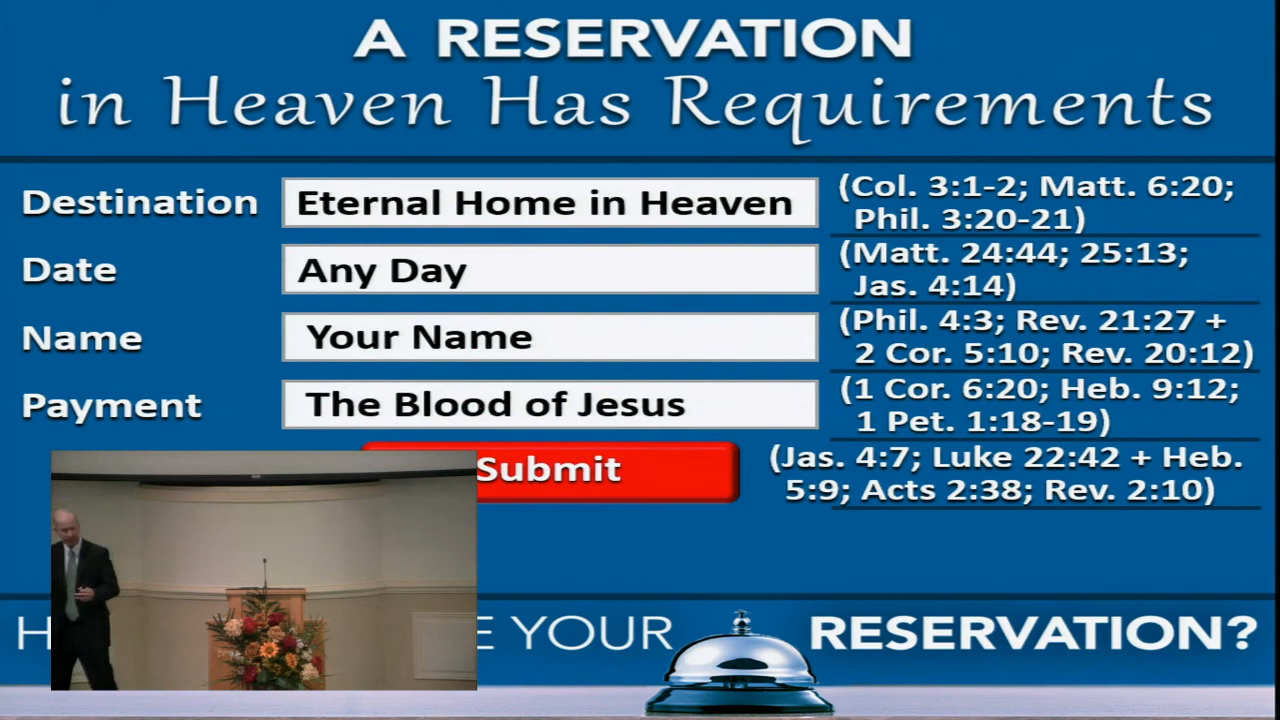 A RESERVATION
in Heaven Has Requirements
Destination Eternal Home in Heaven (Col. 3:1-2; Matt. 6:20;
Phil. 3:20-21)
Date Any Day (Matt. 24:44; 25:13;
Jas. 4:14)
Name Your Name (Phil. 4:3; Rev. 21:27 +
2 Cor. 5:10; Rev. 20:12)
Payment The Blood of Jesus (1 Cor. 6:20; Heb. 9:12;
1 Pet. 1:18-19)
Submit (Jas. 4:7; Luke 22:42 + Heb.
5:9; Acts 2:38; Rev. 2:10)
YOUR RESERVATION?